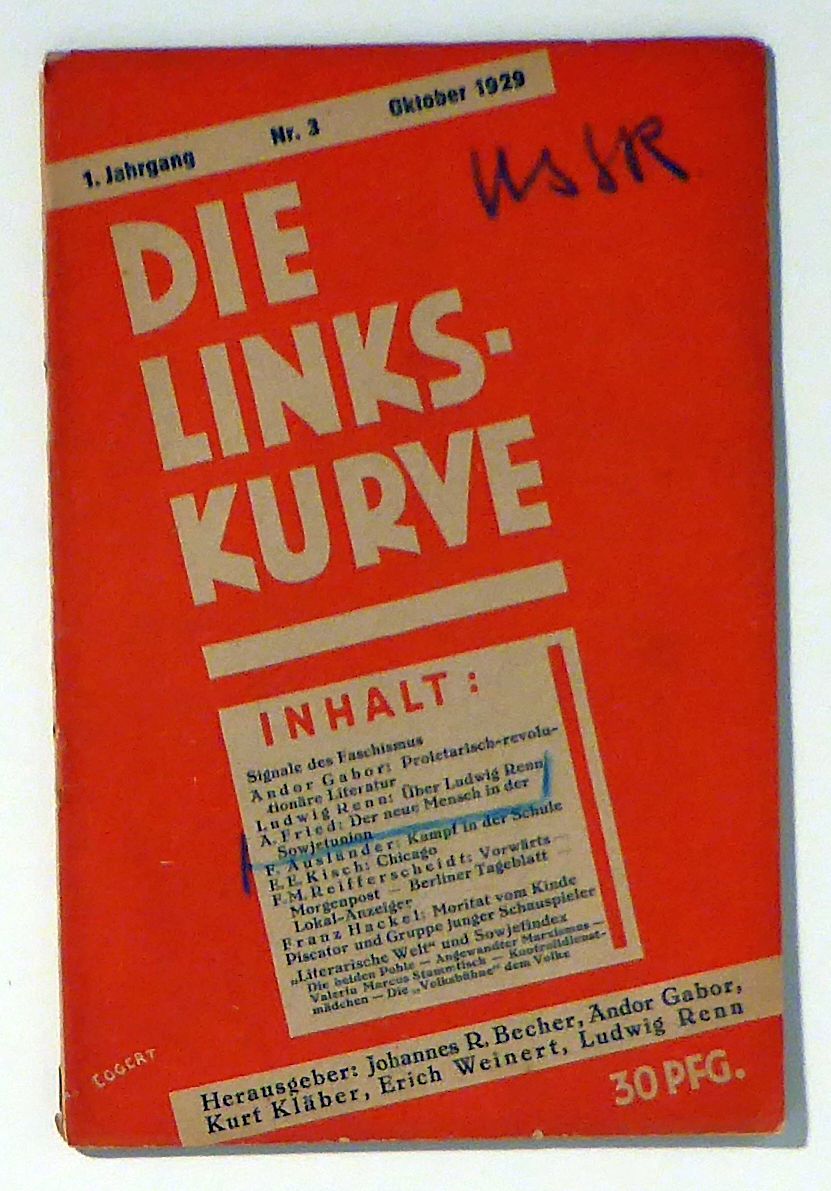 1. Jahrgang Nr. 3 Oktober 1929
UsSR
DIE
LINKS-
KURVE
INHALT:
Signale des Faschismus
Andor Gabor: Proletarisch-revolu-
tionäre Literatur
Ludwig Renn: Über Ludwig Renn
A. Fried: Der neue Mensch in der
Sowjetunion
F. Ausländer: Kampf in der Schule
E. E. Kisch: Chicago
F. M. Reifferscheidt: Vorwärts —
Morgenpost — Berliner Tageblatt —
Lokal-Anzeiger
Franz Hackel: Moritat vom Kinde
Piscator und Gruppe junger Schauspieler
„Literarische Welt“ und Sowjetindex
Die beiden Pohle — Angewandter Marxismus —
Valeriu Marcus Stammtisch — Kontrolldienst-
mädchen — Die „Volksbühne“ dem Volke
Herausgeber: Johannes R. Becher, Andor Gabor,
Kurt Kläber, Erich Weinert, Ludwig Renn
EGGERT
30 PFG.